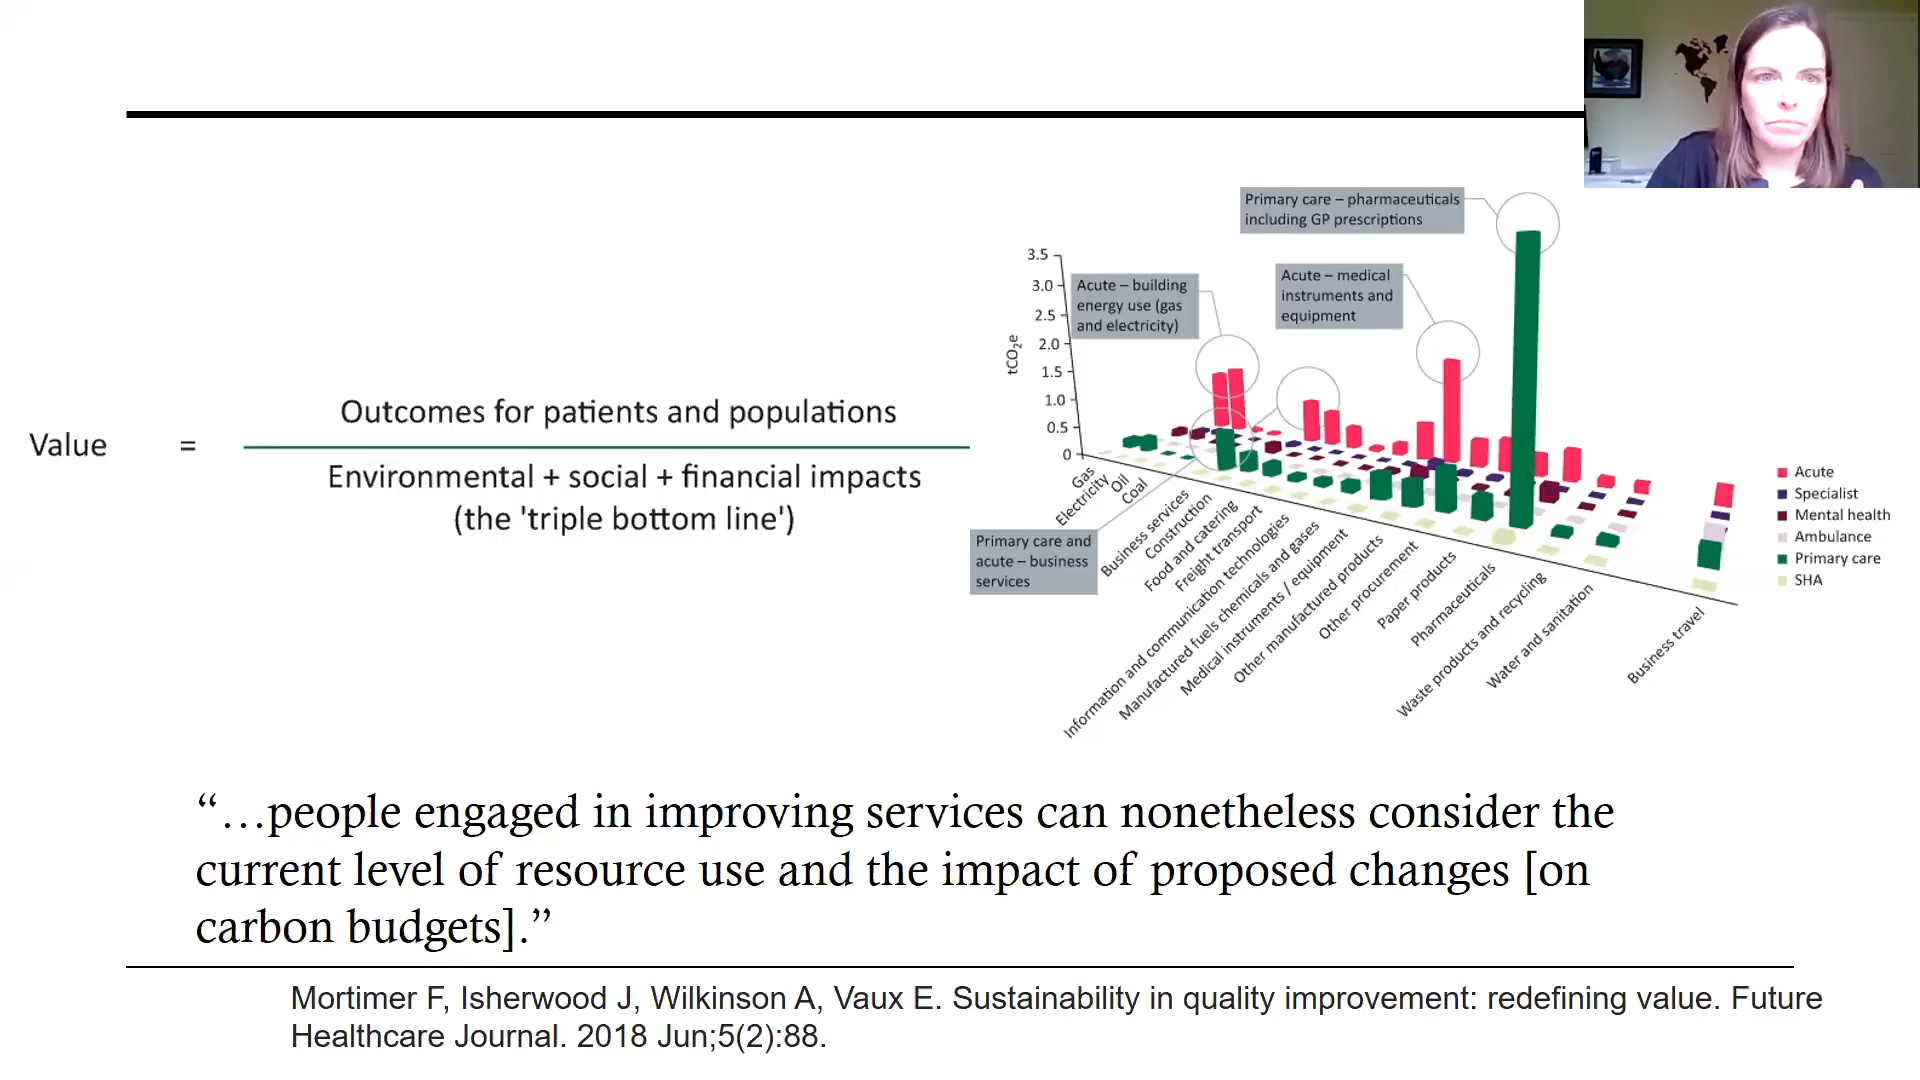 Value
=
Outcomes for patients and populations
Environmental + social + financial impacts
(the 'triple bottom line')
Primary care – pharmaceuticals
including GP prescriptions
Acute – building
energy use (gas
and electricity)
Acute – medical
instruments and
equipment
Primary care and
acute – business
services
tCO2e
3.5
3.0
2.5
2.0
1.5
1.0
0.5
0
Gas
Electricity
Oil
Coal
Business services
Construction
Food and catering
Freight transport
Information and communication technologies
Manufactured fuels chemicals and gases
Medical instruments / equipment
Other manufactured products
Other procurement
Paper products
Pharmaceuticals
Waste products and recycling
Water and sanitation
Business travel
Acute
Specialist
Mental health
Ambulance
Primary care
SHA
“…people engaged in improving services can nonetheless consider the
current level of resource use and the impact of proposed changes [on
carbon budgets].”
Mortimer F, Isherwood J, Wilkinson A, Vaux E. Sustainability in quality improvement: redefining value. Future
Healthcare Journal. 2018 Jun;5(2):88.